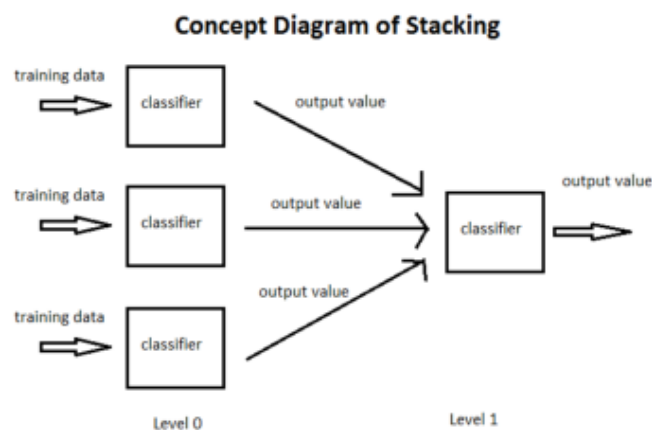 Concept Diagram of Stacking
training data
classifier
output value
training data
classifier
output value
classifier
output value
training data
classifier
output value
Level 0
Level 1